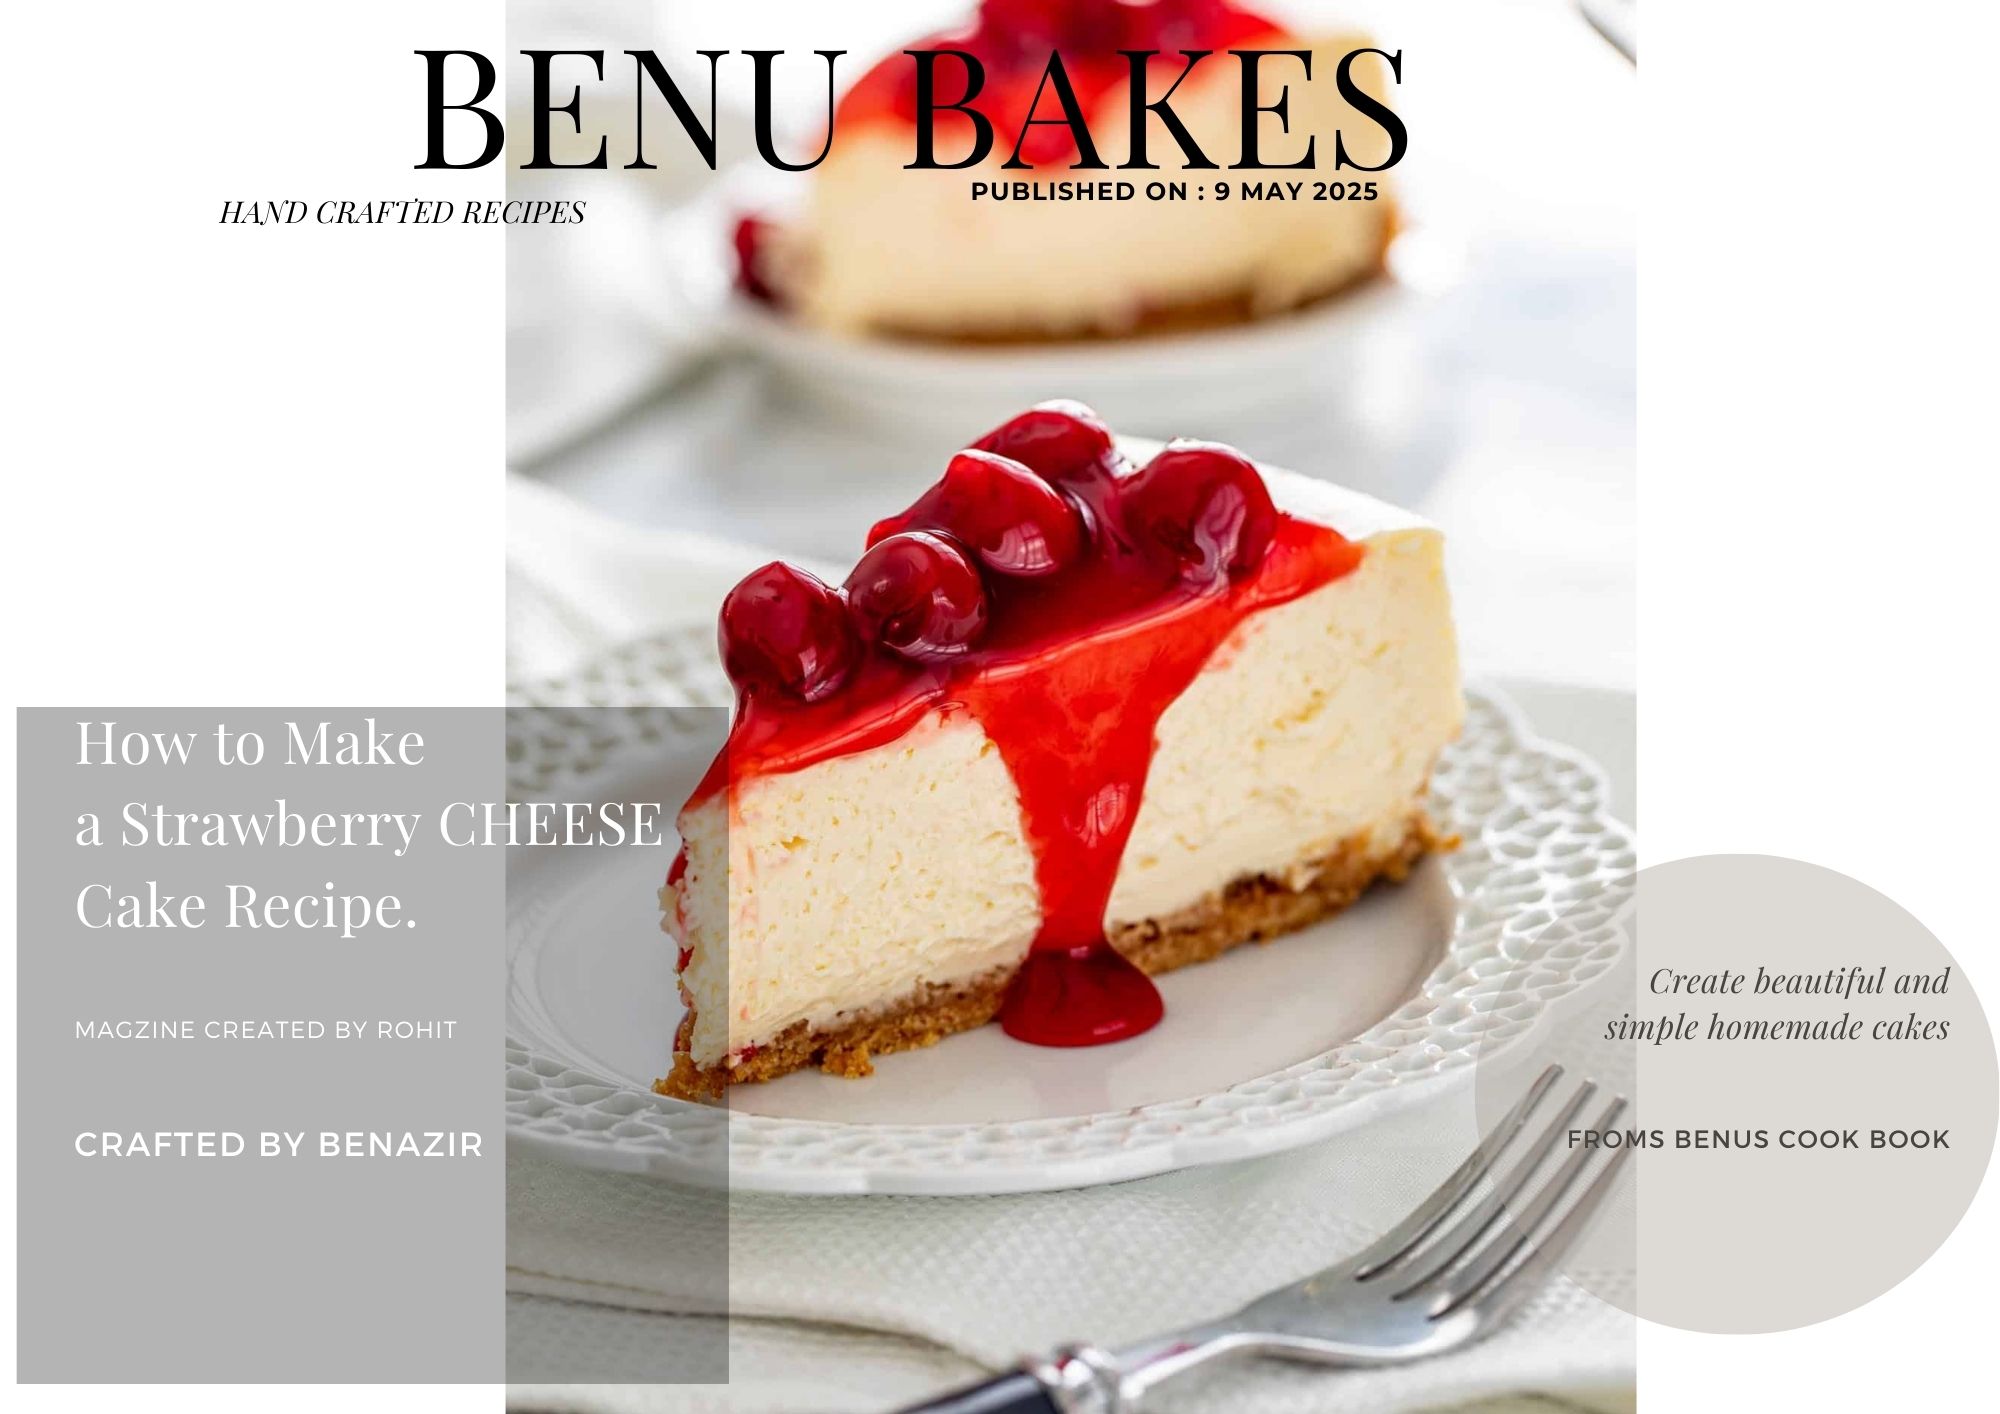 BENU BAKES
PUBLISHED ON : 9 MAY 2025
HAND CRAFTED RECIPES
How to Make
a Strawberry CHEESE
Cake Recipe.
MAGZINE CREATED BY ROHIT
CRAFTED BY BENAZIR
Create beautiful and
simple homemade cakes
FROMS BENUS COOK BOOK